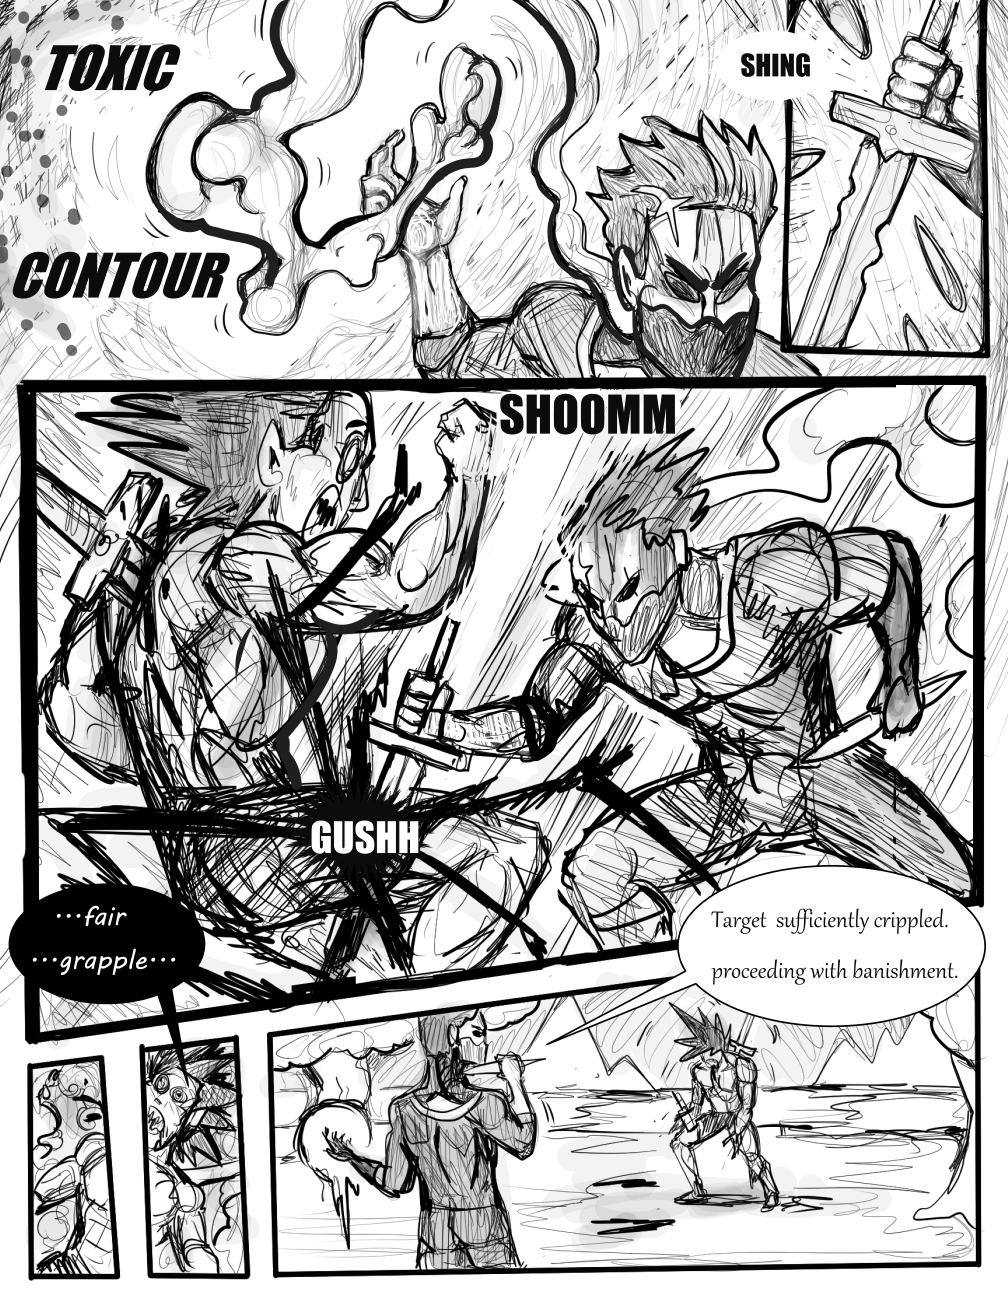 TOXIC
SHING
CONTOUR
SHOOMM
GUSHH
...fair
...grapple...
Target sufficiently crippled.
proceeding with banishment.